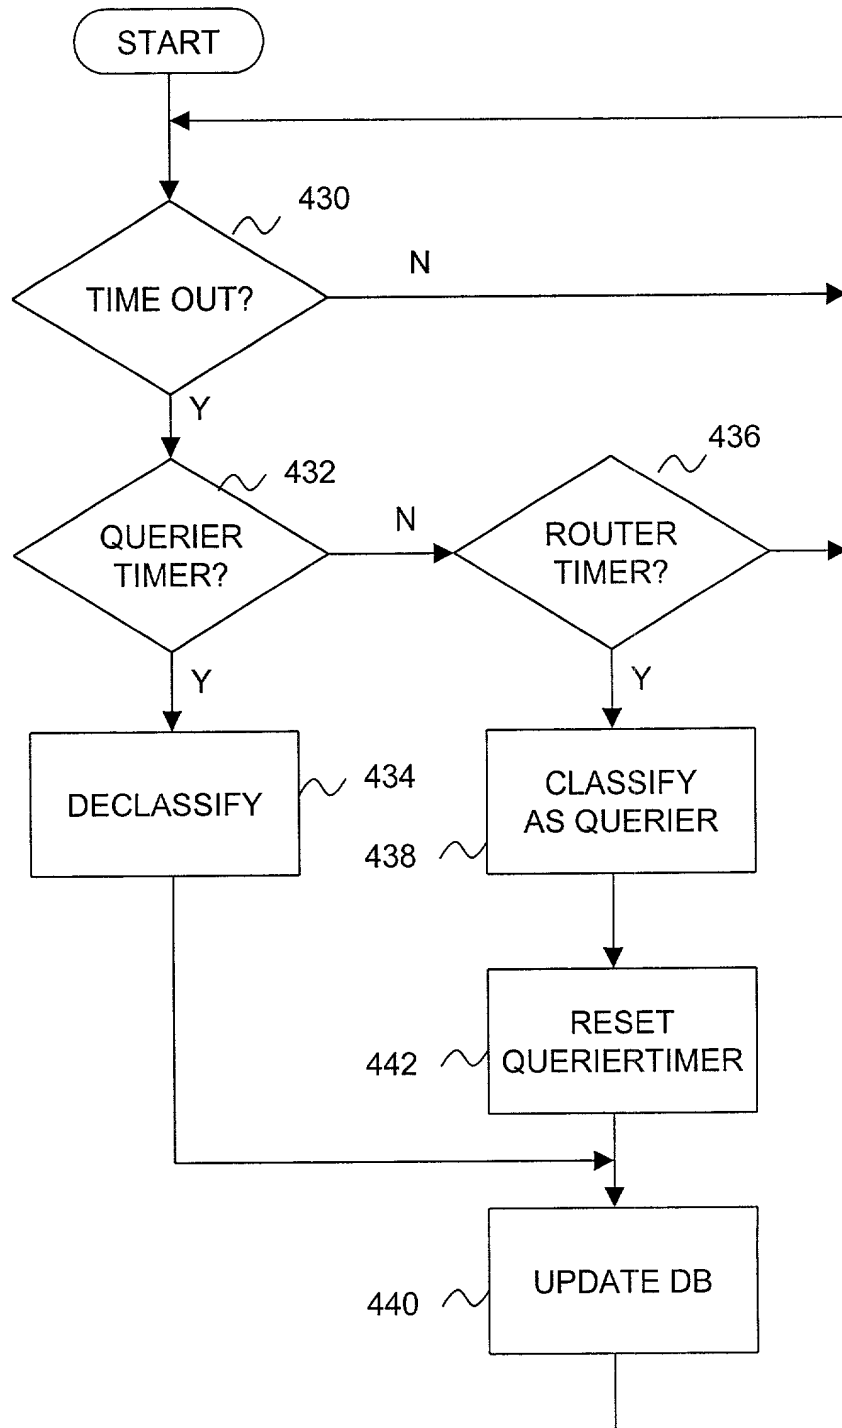 START
430
TIME OUT?
N
Y
432
QUERIER
TIMER?
N
436
ROUTER
TIMER?
Y
Y
DECLASSIFY
434
CLASSIFY
AS QUERIER
438
RESET
QUERIERTIMER
442
UPDATE DB
440